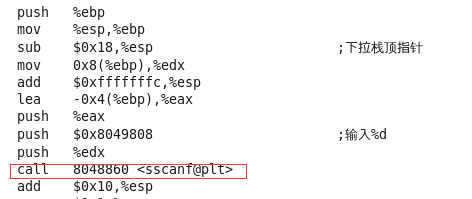 push %ebp
mov %esp,%ebp
sub $0x18,%esp ;下拉栈顶指针
mov 0x8(%ebp),%edx
add $0xfffffffc,%esp
lea -0x4(%ebp),%eax
push %eax
push $0x8049808 ;输入%d
push %edx
call 8048860 <sscanf@plt>
add $0x10,%esp